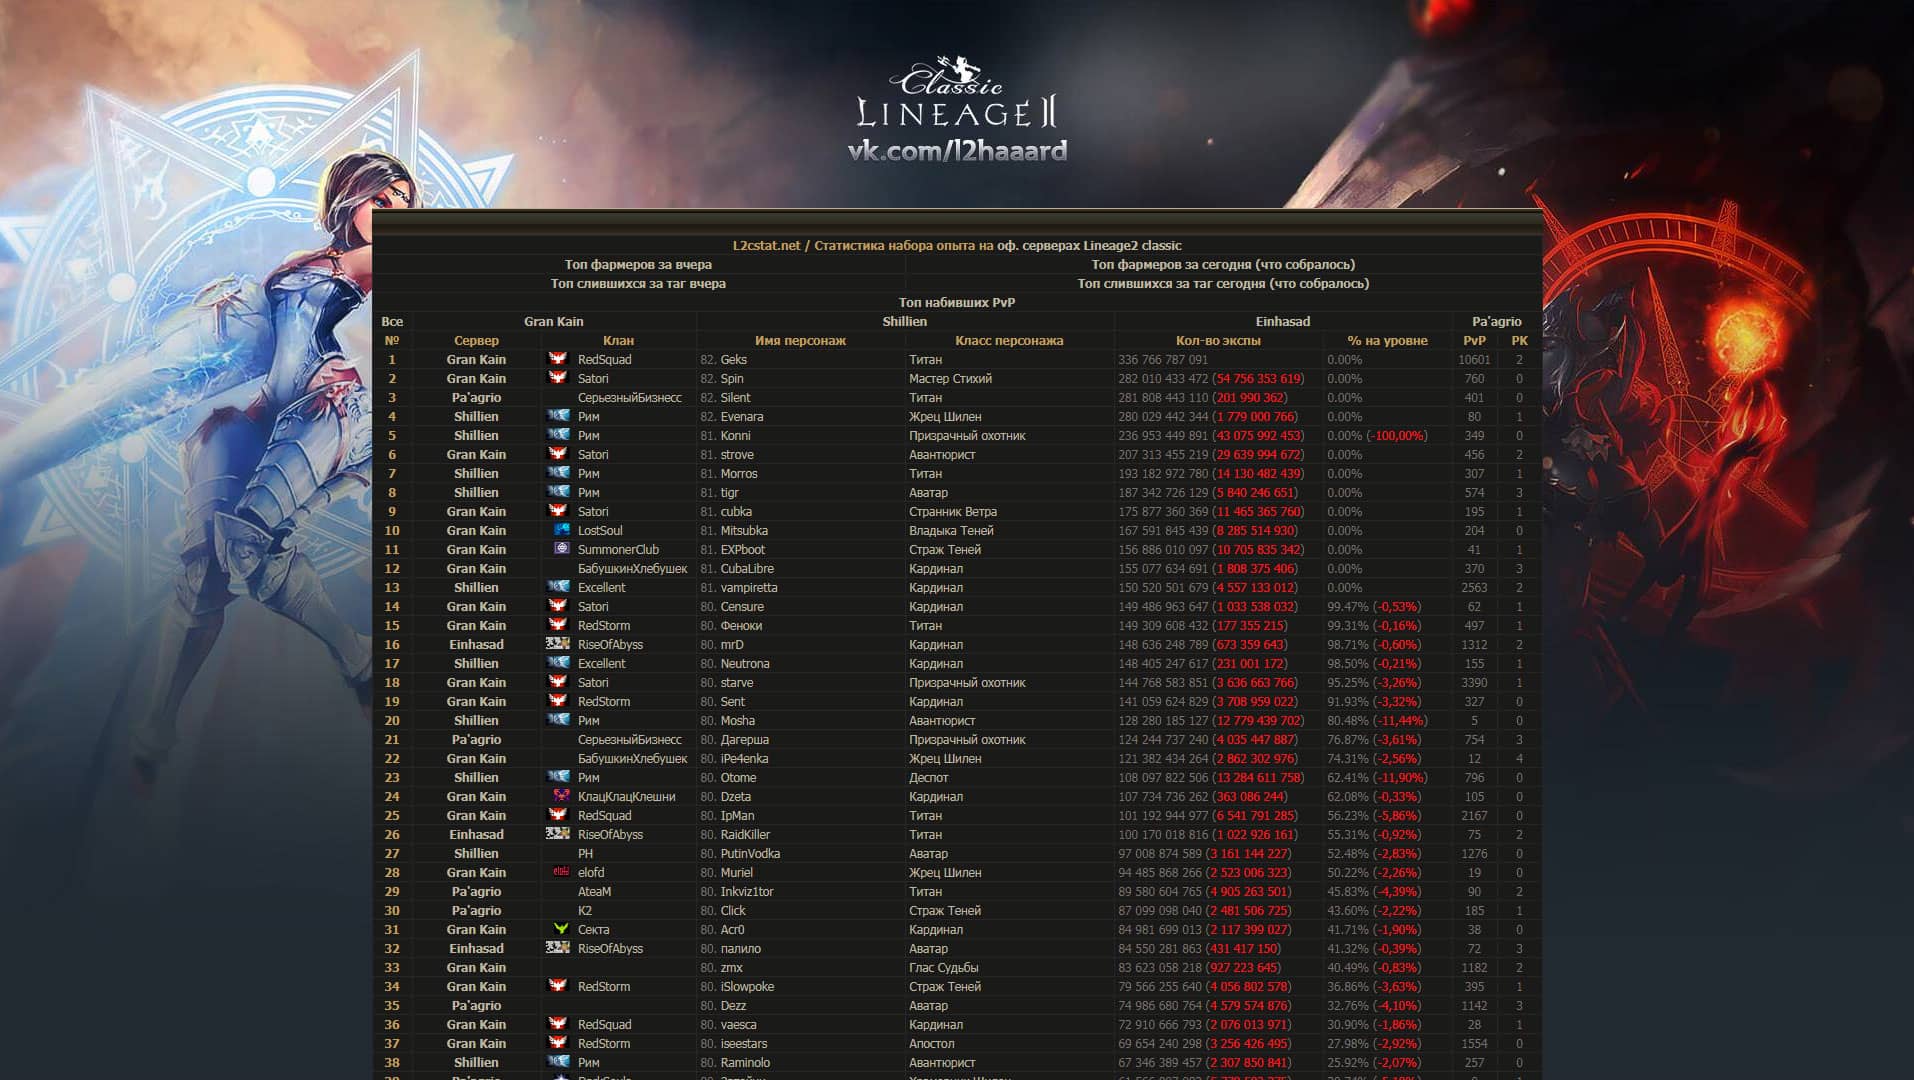 Classic
LINEAGE II
vk.com/l2haaard
L2cstat.net / Статистика набора опыта на оф. серверах Lineage2 classic
Топ фармеров за вчера Топ фармеров за сегодня (что собралось)
Топ слившихся за таг вчера Топ слившихся за таг сегодня (что собралось)
Топ набивших PvP
Все Gran Kain Shillien Einhasad Pa'agrio
№ Сервер Клан Имя персонаж Класс персонажа Кол-во экспы % на уровне PvP PK
1 Gran Kain RedSquad 82. Geks Титан 336 766 787 091 0.00% 10601 2
2 Gran Kain Satori 82. Spin Мастер Стихий 282 010 433 472 (54 756 353 619) 0.00% 760 0
3 Pa'agrio СерьезныйБизнесс 82. Silent Титан 281 808 443 110 (201 990 362) 0.00% 401 0
4 Shillien Рим 82. Evenara Жрец Шилен 280 029 442 344 (1 779 000 766) 0.00% 80 1
5 Shillien Рим 81. Konni Призрачный охотник 236 953 449 891 (43 075 992 453) 0.00% (-100,00%) 349 0
6 Gran Kain Satori 81. strove Авантюрист 207 313 455 219 (29 639 994 672) 0.00% 456 2
7 Shillien Рим 81. Morros Титан 193 182 972 780 (14 130 482 439) 0.00% 307 1
8 Shillien Рим 81. tigr Аватар 187 342 726 129 (5 840 246 651) 0.00% 574 3
9 Gran Kain Satori 81. cubka Странник Ветра 175 877 360 369 (11 465 365 760) 0.00% 195 1
10 Gran Kain LostSoul 81. Mitsubka Владыка Теней 167 591 845 439 (8 285 514 930) 0.00% 204 0
11 Gran Kain SummonerClub 81. EXPboot Страж Теней 156 886 010 097 (10 705 835 342) 0.00% 41 1
12 Gran Kain БабушкинХлебушек 81. CubaLibre Кардинал 155 077 634 691 (1 808 375 406) 0.00% 370 3
13 Shillien Excellent 81. vampiretta Кардинал 150 520 501 679 (4 557 133 012) 0.00% 2563 2
14 Gran Kain Satori 80. Censure Кардинал 149 486 963 647 (1 033 538 032) 99.47% (-0,53%) 62 1
15 Gran Kain RedStorm 80. Феноки Титан 149 309 608 432 (177 355 215) 99.31% (-0,16%) 497 1
16 Einhasad RiseOfAbyss 80. mrD Кардинал 148 636 248 789 (673 359 643) 98.71% (-0,60%) 1312 2
17 Shillien Excellent 80. Neutrona Кардинал 148 405 247 617 (231 001 172) 98.50% (-0,21%) 155 1
18 Gran Kain Satori 80. starve Призрачный охотник 144 768 583 851 (3 636 663 766) 95.25% (-3,26%) 3390 1
19 Gran Kain RedStorm 80. Sent Кардинал 141 059 624 829 (3 708 959 022) 91.93% (-3,32%) 327 0
20 Shillien Рим 80. Mosha Авантюрист 128 280 185 127 (12 779 439 702) 80.48% (-11,44%) 5 0
21 Pa'agrio СерьезныйБизнесс 80. Дагерша Призрачный охотник 124 244 737 240 (4 035 447 887) 76.87% (-3,61%) 754 3
22 Gran Kain БабушкинХлебушек 80. iPe4enka Жрец Шилен 121 382 434 264 (2 862 302 976) 74.31% (-2,56%) 12 4
23 Shillien Рим 80. Otome Деспот 108 097 822 506 (13 284 611 758) 62.41% (-11,90%) 796 0
24 Gran Kain КлацКлацКлешни 80. Dzeta Кардинал 107 734 736 262 (363 086 244) 62.08% (-0,33%) 105 0
25 Gran Kain RedSquad 80. IpMan Титан 101 192 944 977 (6 541 791 285) 56.23% (-5,86%) 2167 0
26 Einhasad RiseOfAbyss 80. RaidKiller Титан 100 170 018 816 (1 022 926 161) 55.31% (-0,92%) 75 2
27 Shillien PH 80. PutinVodka Аватар 97 008 874 589 (3 161 144 227) 52.48% (-2,83%) 1276 0
28 Gran Kain elofd 80. Muriel Жрец Шилен 94 485 868 266 (2 523 006 323) 50.22% (-2,26%) 19 0
29 Pa'agrio AteaM 80. Inkviz1tor Титан 89 580 604 765 (4 905 263 501) 45.83% (-4,39%) 90 2
30 Pa'agrio K2 80. Click Страж Теней 87 099 098 040 (2 481 506 725) 43.60% (-2,22%) 185 1
31 Gran Kain Секта 80. Acr0 Кардинал 84 981 699 013 (2 117 399 027) 41.71% (-1,90%) 38 0
32 Einhasad RiseOfAbyss 80. палило Аватар 84 550 281 863 (431 417 150) 41.32% (-0,39%) 72 3
33 Gran Kain 80. zmx Глас Судьбы 83 623 058 218 (927 223 645) 40.49% (-0,83%) 1182 2
34 Gran Kain RedStorm 80. iSlowpoke Страж Теней 79 566 255 640 (4 056 802 578) 36.86% (-3,63%) 395 1
35 Pa'agrio 80. Dezz Аватар 74 986 680 764 (4 579 574 876) 32.76% (-4,10%) 1142 3
36 Gran Kain RedSquad 80. vaesca Кардинал 72 910 666 793 (2 076 013 971) 30.90% (-1,86%) 28 1
37 Gran Kain RedStorm 80. iseestars Апостол 69 654 240 298 (3 256 426 495) 27.98% (-2,92%) 1554 0
38 Shillien Рим 80. Raminolo Авантюрист 67 346 389 457 (2 307 850 841) 25.92% (-2,07%) 257 0